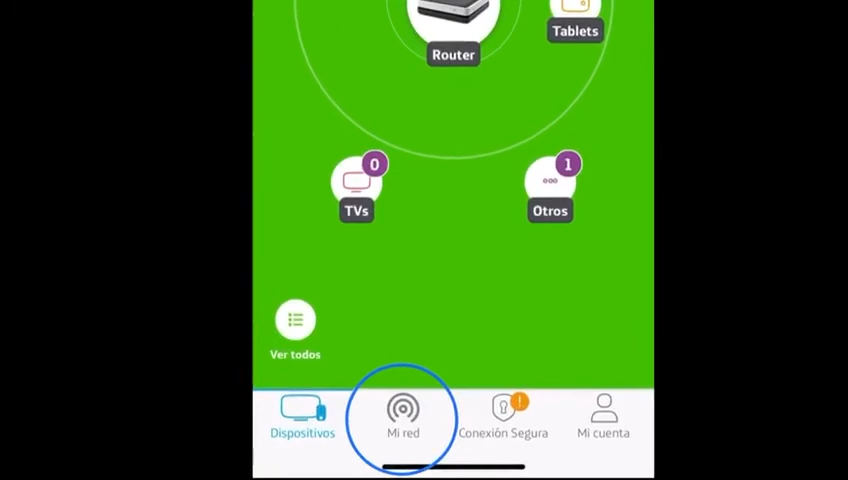 Tablets
Router
0
1
TVs
Otros
Ver todos
!
Dispositivos
Mi red
Conexión Segura
Mi cuenta